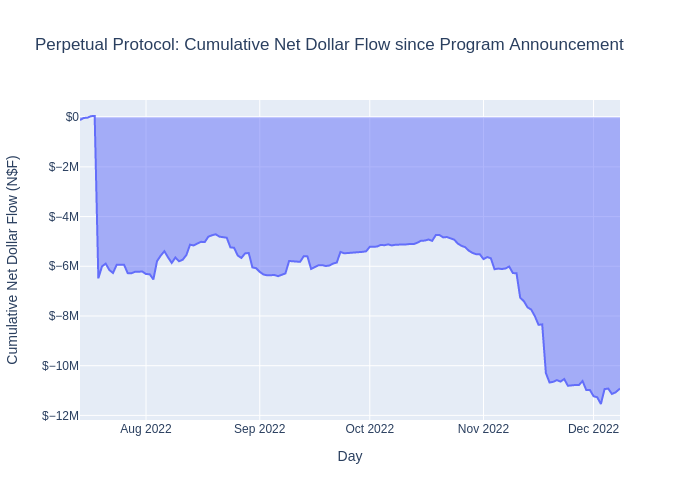 Perpetual Protocol: Cumulative Net Dollar Flow since Program Announcement
Cumulative Net Dollar Flow (N$F)
$0
$−2M
$−4M
$−6M
$−8M
$−10M
$−12M
Aug 2022
Sep 2022
Oct 2022
Nov 2022
Dec 2022
Day